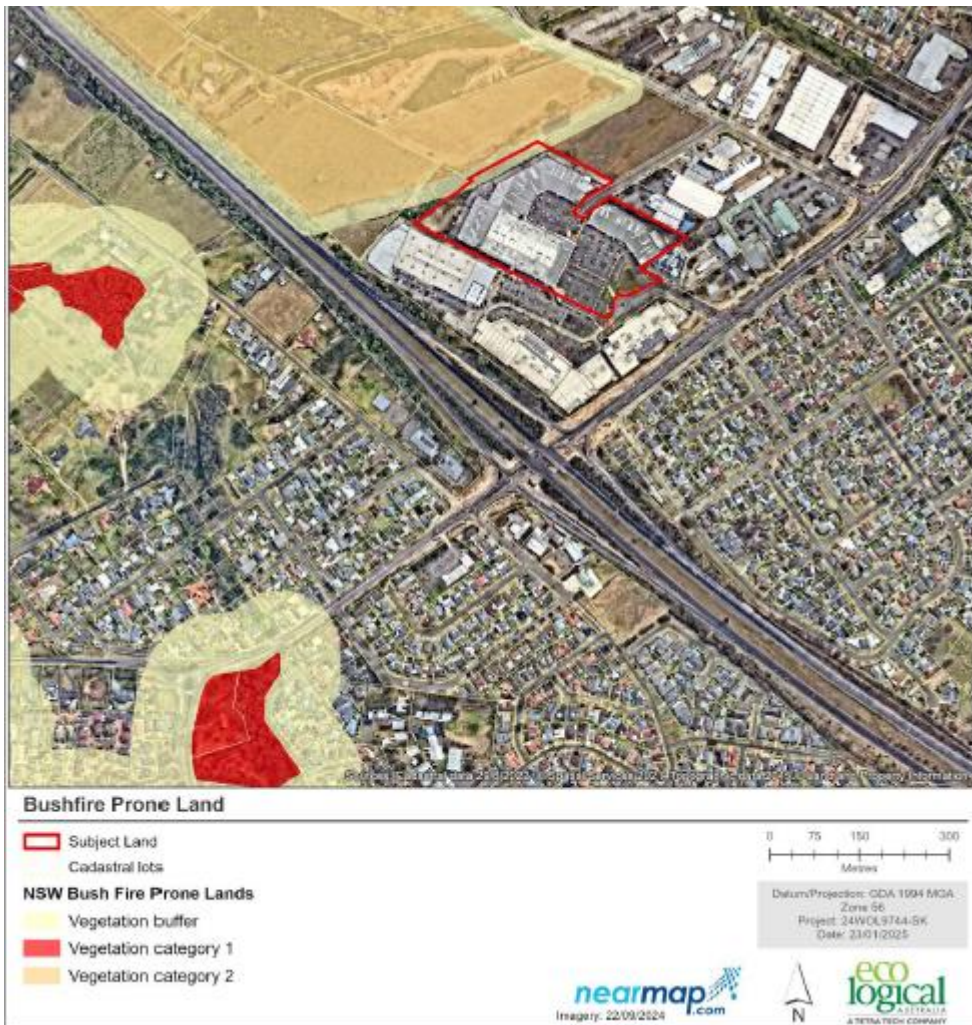 Bushfire Prone Land
Subject Land
Cadastral lots
NSW Bush Fire Prone Lands
Vegetation buffer
Vegetation category 1
Vegetation category 2
0 75 150 300
Metres
Datum/Projection: GDA 1994 MGA
Zone 56
Project: 24WOL9744-SK
Date: 23/01/2025
nearmap.com
Imagery: 22/09/2024
N
eco
logical
AUSTRALIA
A TETRA TECH COMPANY